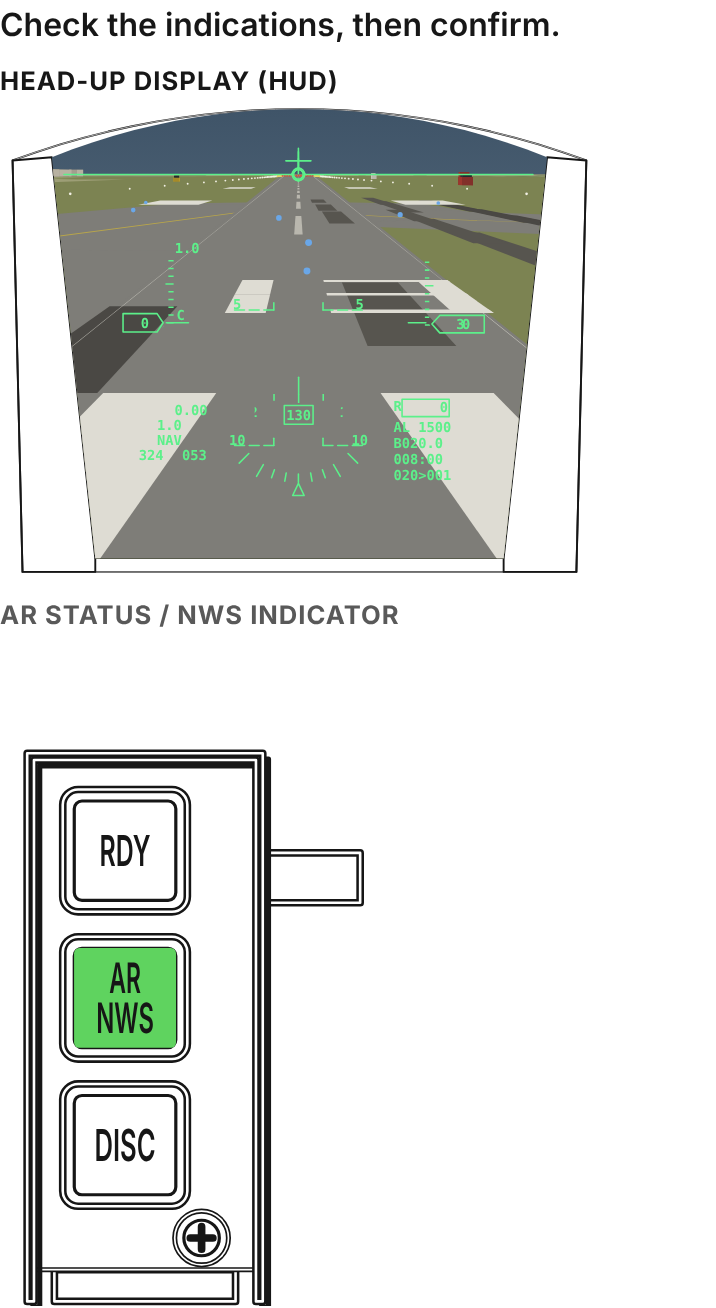 Check the indications, then confirm.
HEAD-UP DISPLAY (HUD)
1.0
5 5
0 C 30
0.00 130 R 0
1.0 AL 1500
NAV 10 10 B020.0
324 053 008:00
020>001
AR STATUS / NWS INDICATOR
RDY
AR
NWS
DISC